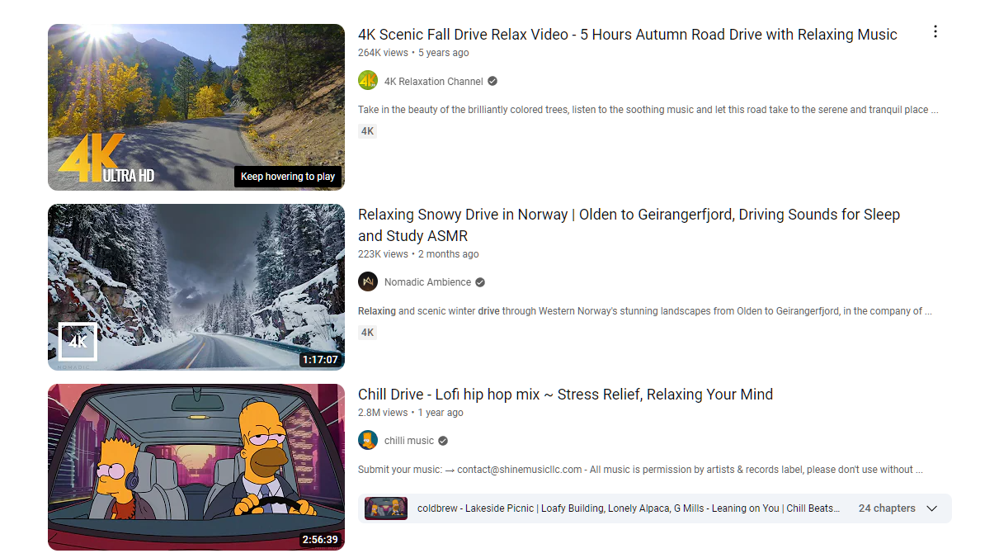 4K Scenic Fall Drive Relax Video - 5 Hours Autumn Road Drive with Relaxing Music
264K views • 5 years ago
4K
4K Relaxation Channel
Take in the beauty of the brilliantly colored trees, listen to the soothing music and let this road take to the serene and tranquil place ...
4K
4K
ULTRA HD
Keep hovering to play
Relaxing Snowy Drive in Norway | Olden to Geirangerfjord, Driving Sounds for Sleep
and Study ASMR
223K views • 2 months ago
Nomadic Ambience
Relaxing and scenic winter drive through Western Norway's stunning landscapes from Olden to Geirangerfjord, in the company of ...
4K
4K
NOMADIC
1:17:07
Chill Drive - Lofi hip hop mix ~ Stress Relief, Relaxing Your Mind
2.8M views • 1 year ago
chilli music
Submit your music: → contact@shinemusicllc.com - All music is permission by artists & records label, please don't use without ...
coldbrew - Lakeside Picnic | Loafy Building, Lonely Alpaca, G Mills - Leaning on You | Chill Beats...
24 chapters
2:56:39